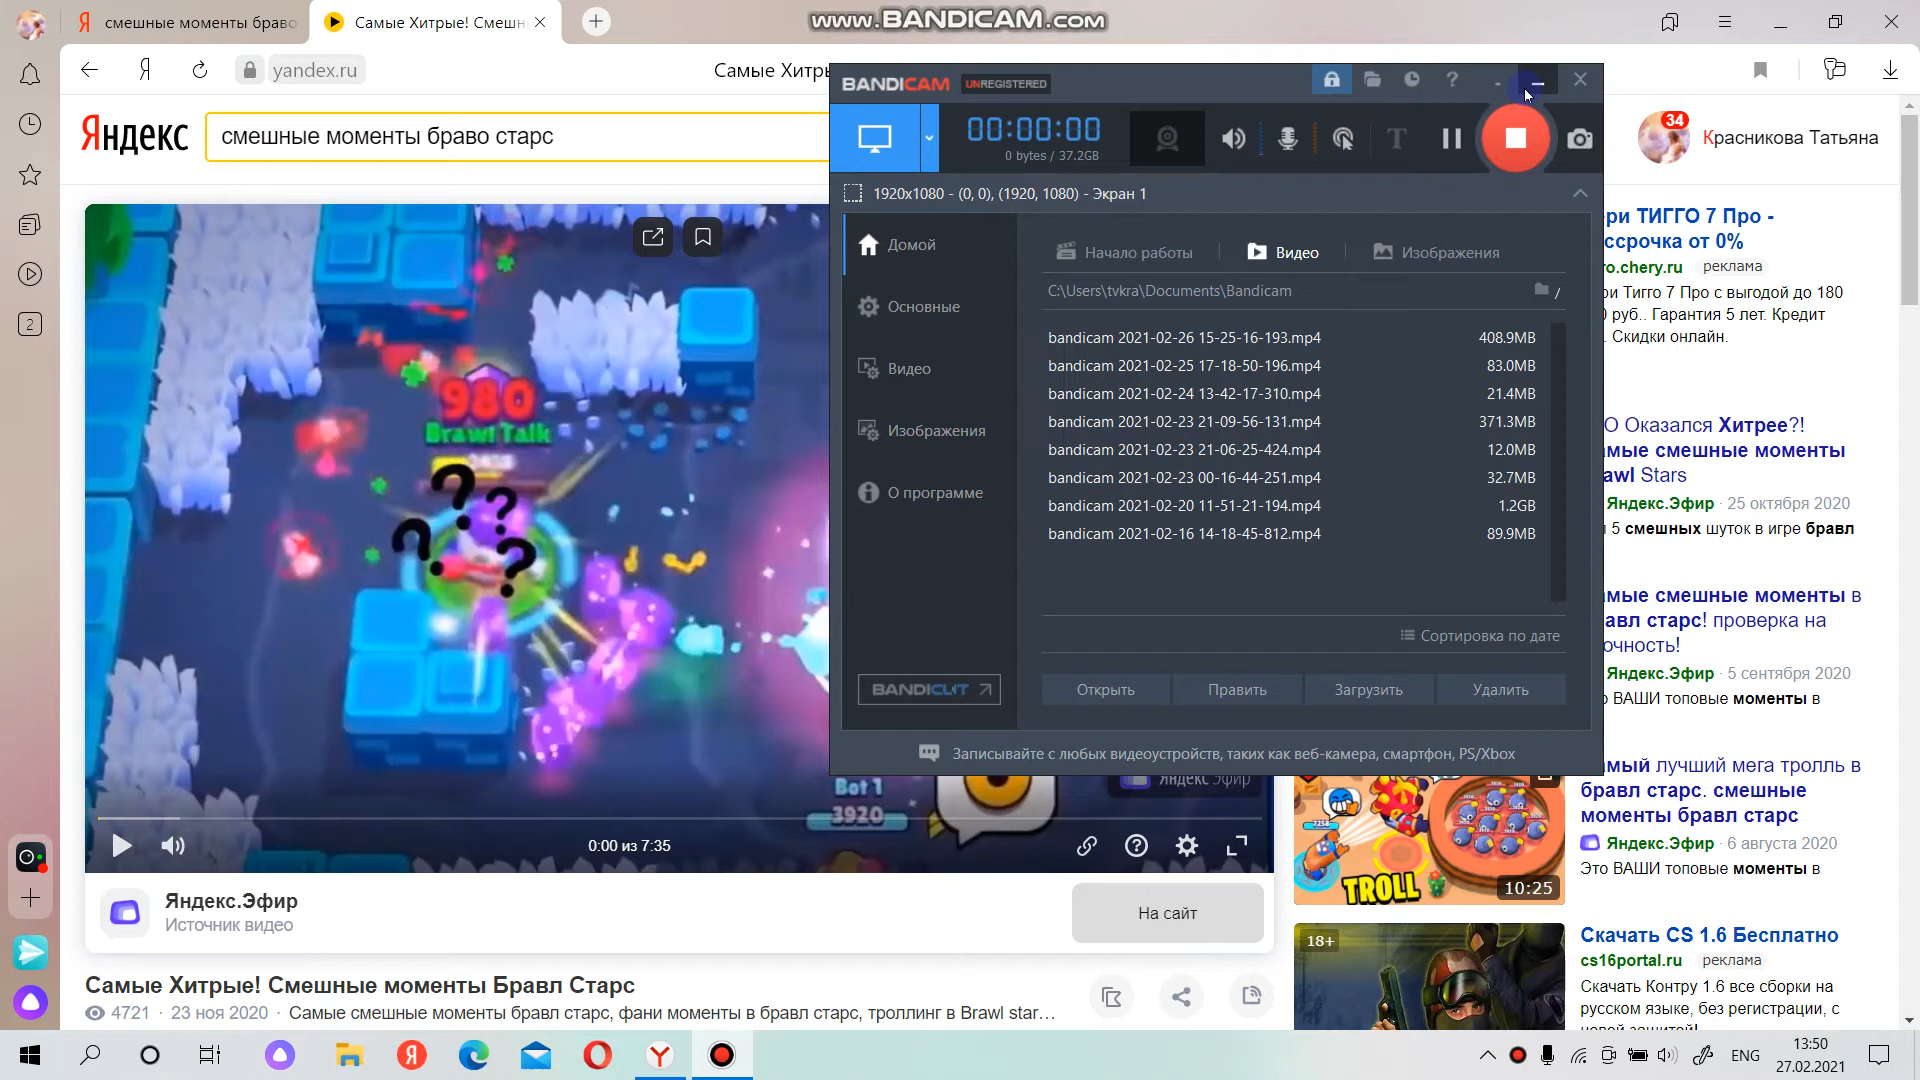 смешные моменты браво
Самые Хитрые! Смешн
www.BANDICAM.com
yandex.ru
Самые Хитры
Яндекс
смешные моменты браво старс
34
Красникова Татьяна
BANDICAM UNREGISTERED
00:00:00
0 bytes / 37.2GB
1920x1080 - (0, 0), (1920, 1080) - Экран 1
Домой
Основные
Видео
Изображения
О программе
BANDICUT
Начало работы
Видео
Изображения
C:\Users\tvkra\Documents\Bandicam
/
bandicam 2021-02-26 15-25-16-193.mp4 408.9MB
bandicam 2021-02-25 17-18-50-196.mp4 83.0MB
bandicam 2021-02-24 13-42-17-310.mp4 21.4MB
bandicam 2021-02-23 21-09-56-131.mp4 371.3MB
bandicam 2021-02-23 21-06-25-424.mp4 12.0MB
bandicam 2021-02-23 00-16-44-251.mp4 32.7MB
bandicam 2021-02-20 11-51-21-194.mp4 1.2GB
bandicam 2021-02-16 14-18-45-812.mp4 89.9MB
Сортировка по дате
Открыть
Править
Загрузить
Удалить
Записывайте с любых видеоустройств, таких как веб-камера, смартфон, PS/Xbox
2
980
Brawl Talk
????
Bot 1
3920
Яндекс Эфир
0:00 из 7:35
Яндекс.Эфир
Источник видео
На сайт
Самые Хитрые! Смешные моменты Бравл Старс
4721 · 23 ноя 2020 · Самые смешные моменты бравл старс, фани моменты в бравл старс, троллинг в Brawl star...
ри ТИГГО 7 Про -
ссрочка от 0%
ro.chery.ru реклама
ри Тигго 7 Про с выгодой до 180
0 руб.. Гарантия 5 лет. Кредит
. Скидки онлайн.
О Оказался Хитрее?!
амые смешные моменты
awl Stars
Яндекс.Эфир · 25 октября 2020
5 смешных шуток в игре бравл
амые смешные моменты в
равл старс! проверка на
очность!
Яндекс.Эфир · 5 сентября 2020
ВАШИ топовые моменты в
TROLL
10:25
амый лучший мега тролль в
бравл старс. смешные
моменты бравл старс
Яндекс.Эфир · 6 августа 2020
Это ВАШИ топовые моменты в
18+
Скачать CS 1.6 Бесплатно
cs16portal.ru реклама
Скачать Контру 1.6 все сборки на
русском языке, без регистрации, с
ENG
13:50
27.02.2021